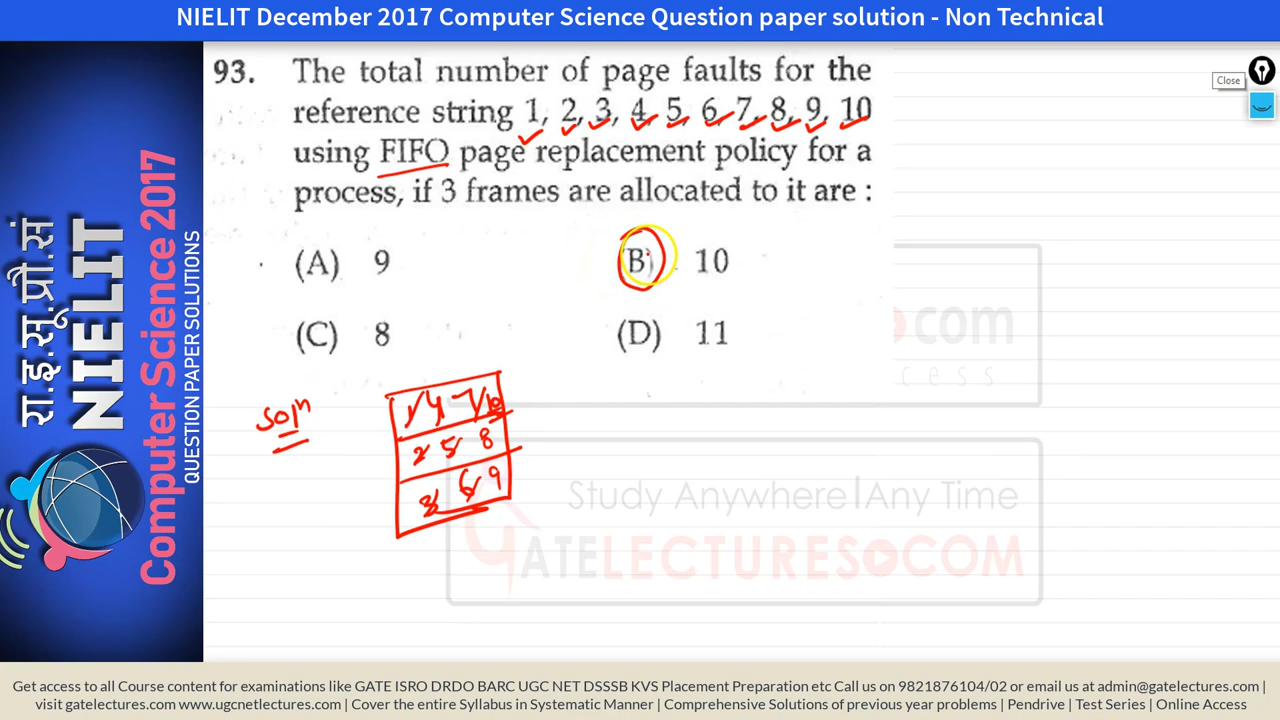 NIELIT December 2017 Computer Science Question paper solution - Non Technical
रा.इ.सू.प्रौ.सं
NIELIT
Computer Science 2017
QUESTION PAPER SOLUTIONS
Close
93. The total number of page faults for the
reference string 1, 2, 3, 4, 5, 6, 7, 8, 9, 10
using FIFO page replacement policy for a
process, if 3 frames are allocated to it are :
(A) 9 (B) 10
(C) 8 (D) 11
com
cess
Soln
1 4 7 10
2 5 8
3 6 9
Study Anywhere|Any Time
GATELECTURES.COM
Get access to all Course content for examinations like GATE ISRO DRDO BARC UGC NET DSSSB KVS Placement Preparation etc Call us on 9821876104/02 or email us at admin@gatelectures.com |
visit gatelectures.com www.ugcnetlectures.com | Cover the entire Syllabus in Systematic Manner | Comprehensive Solutions of previous year problems | Pendrive | Test Series | Online Access